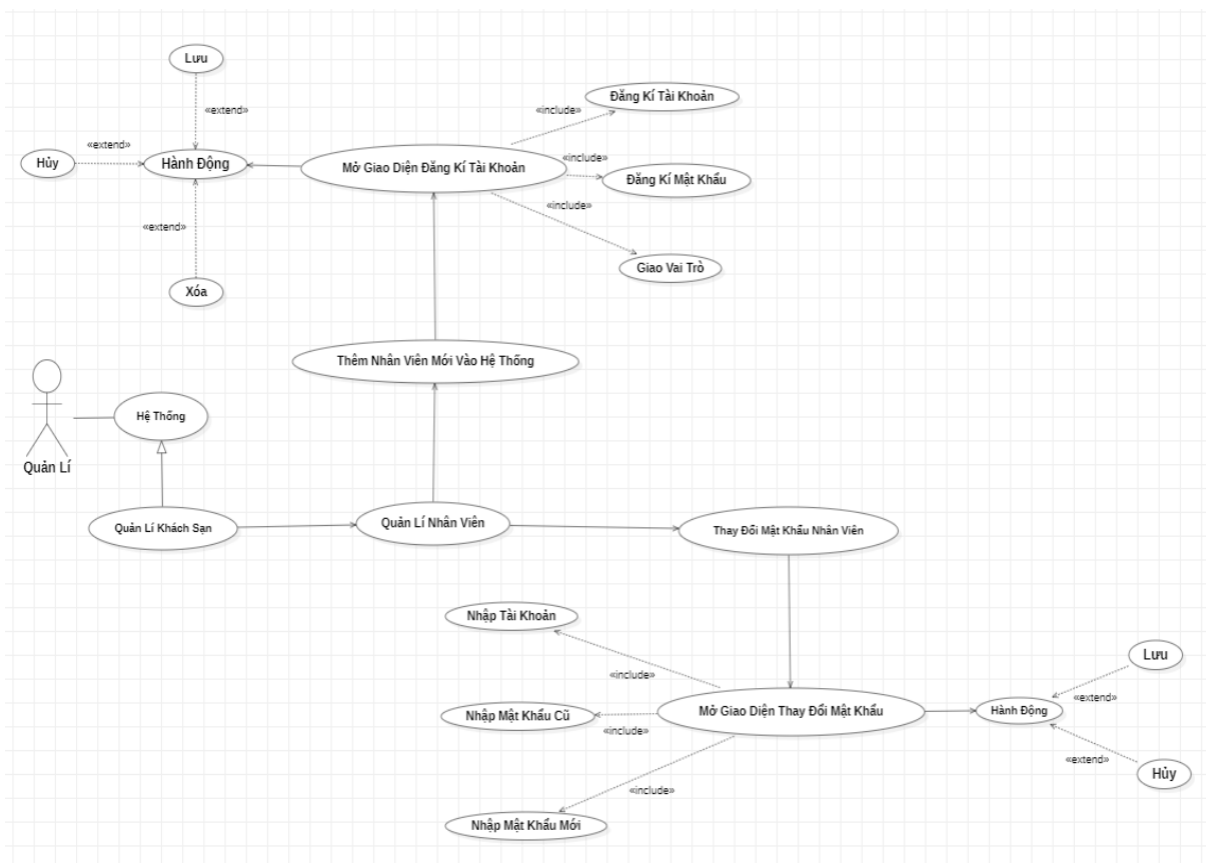 Lưu
«extend»
Đăng Kí Tài Khoản
«include»
«extend»
Hủy
Hành Động
Mở Giao Diện Đăng Kí Tài Khoản
«include»
Đăng Kí Mật Khẩu
«include»
«extend»
Giao Vai Trò
Xóa
Thêm Nhân Viên Mới Vào Hệ Thống
Hệ Thống
Quản Lí
Quản Lí Khách Sạn
Quản Lí Nhân Viên
Thay Đổi Mật Khẩu Nhân Viên
Nhập Tài Khoản
Lưu
«include»
«extend»
Nhập Mật Khẩu Cũ
«include»
Mở Giao Diện Thay Đổi Mật Khẩu
Hành Động
«extend»
Hủy
«include»
Nhập Mật Khẩu Mới